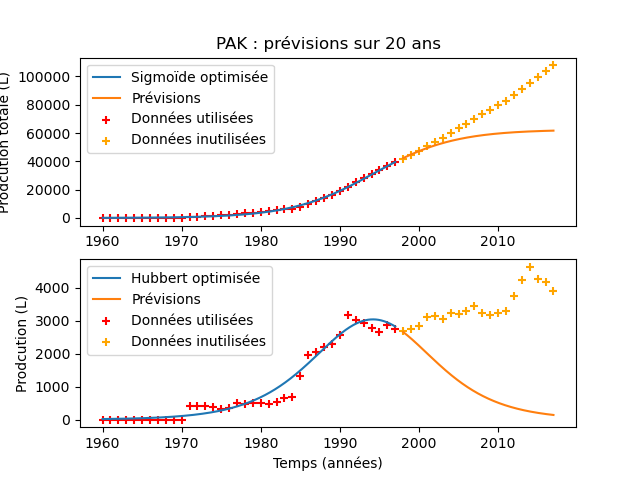 PAK : prévisions sur 20 ans
Prodcution totale (L)
100000
80000
60000
40000
20000
0
Sigmoïde optimisée
Prévisions
Données utilisées
Données inutilisées
1960 1970 1980 1990 2000 2010
Prodcution (L)
4000
3000
2000
1000
0
Hubbert optimisée
Prévisions
Données utilisées
Données inutilisées
1960 1970 1980 1990 2000 2010
Temps (années)